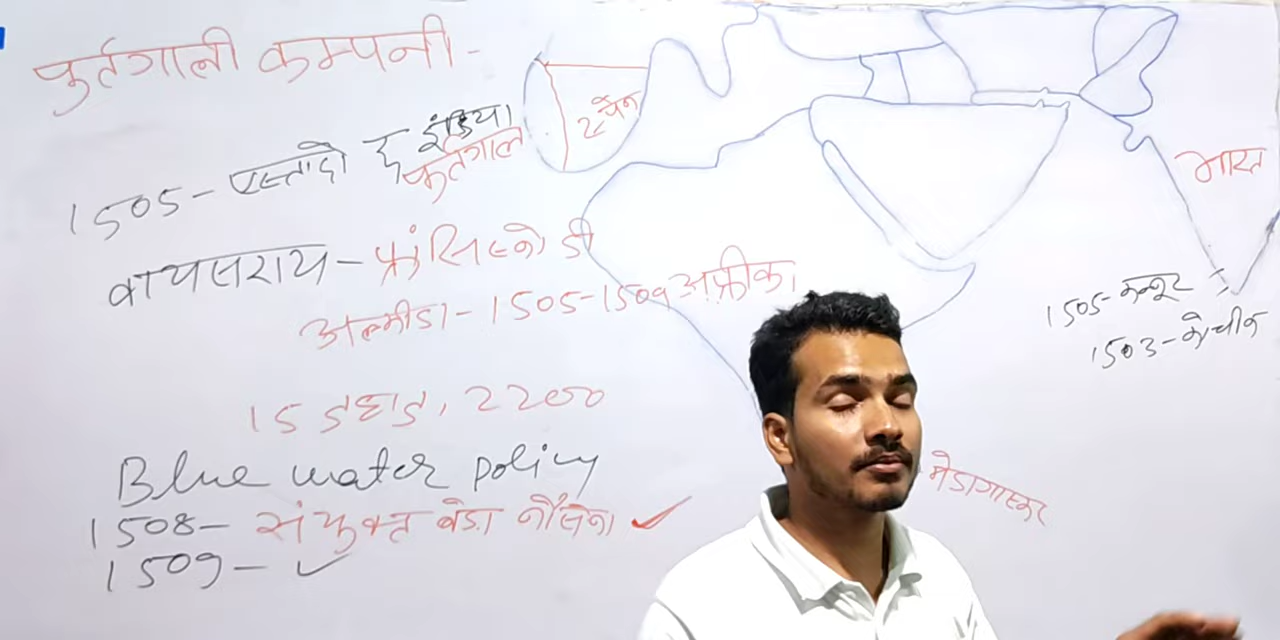 पुर्तगाली कम्पनी -
1505 - एस्तादो द इंडिया
पुर्तगाल
वायसराय - फ्रांसिस्को डी
अल्मीडा - 1505-1509
15 जहाज, 2200
Blue water policy
1508 - संयुक्त बेड़ा नौसेना ✓
1509 - ✓
स्पेन
अफ्रीका
भारत
1505 - कन्नूर
1503 - कोचीन
मेडागास्कर